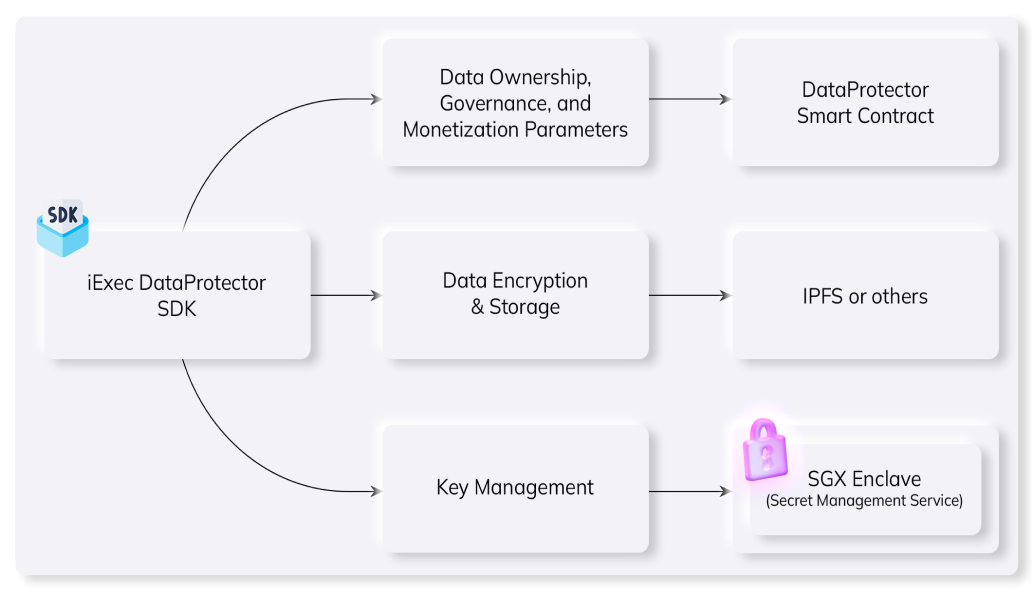 Data Ownership,
Governance, and
Monetization Parameters
DataProtector
Smart Contract
SDK
iExec DataProtector
SDK
Data Encryption
& Storage
IPFS or others
Key Management
SGX Enclave
(Secret Management Service)